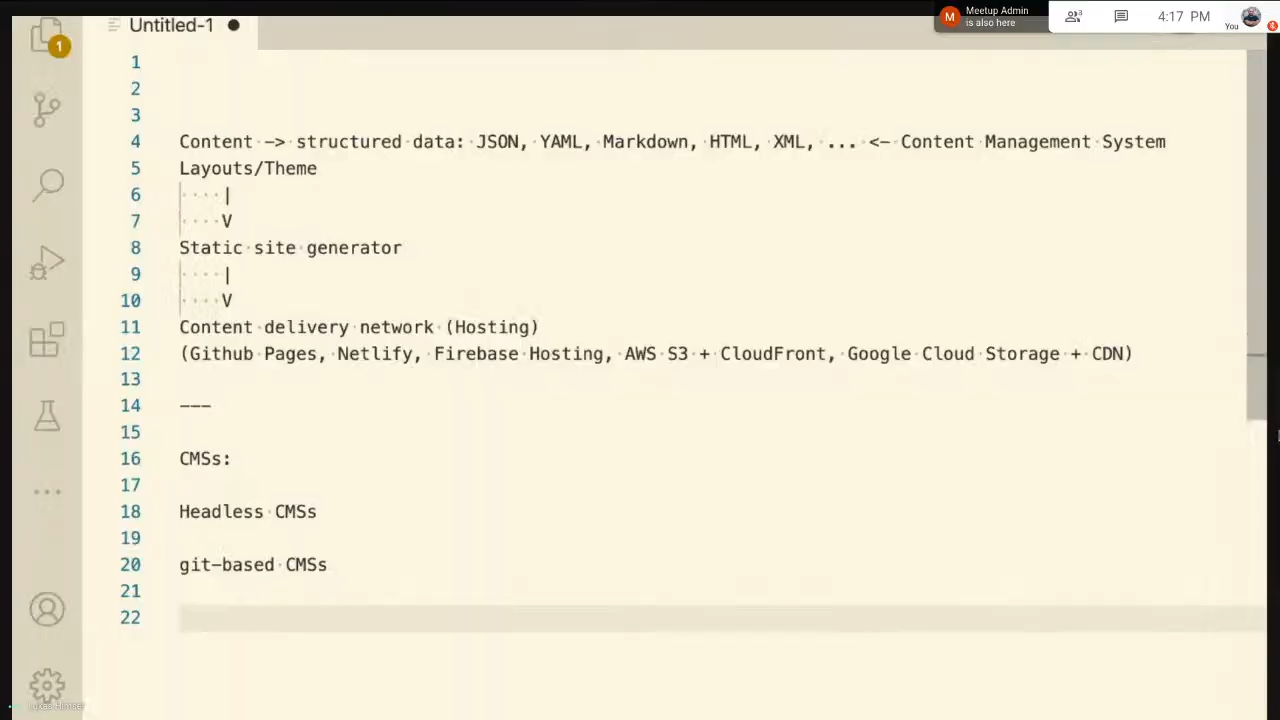 Untitled-1
M
Meetup Admin
is also here
3
4:17 PM
You
1
1
2
3
4 Content -> structured data: JSON, YAML, Markdown, HTML, XML, ... <- Content Management System
5 Layouts/Theme
6 |
7 V
8 Static site generator
9 |
10 V
11 Content delivery network (Hosting)
12 (Github Pages, Netlify, Firebase Hosting, AWS S3 + CloudFront, Google Cloud Storage + CDN)
13
14 ---
15
16 CMSs:
17
18 Headless CMSs
19
20 git-based CMSs
21
22